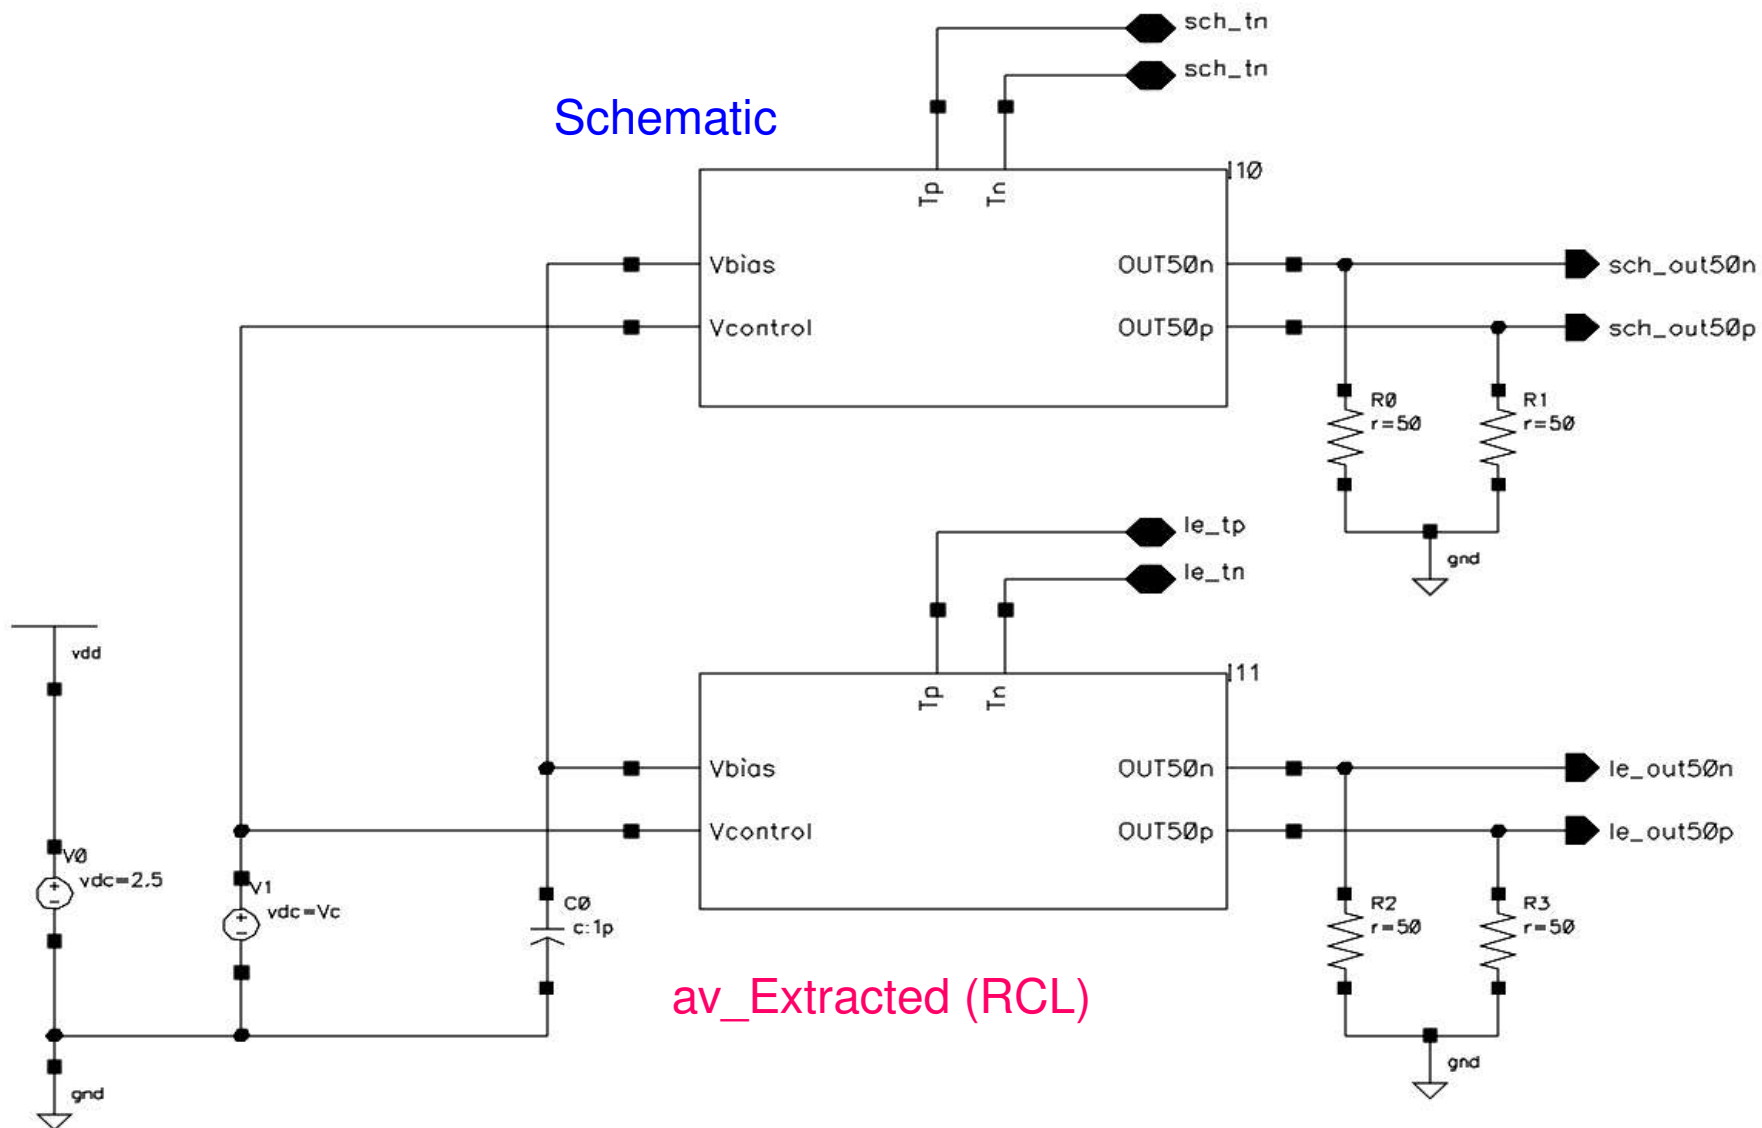 sch_tn
sch_tn
Schematic
I10
Tp
Tn
Vbias
OUT50n
sch_out50n
Vcontrol
OUT50p
sch_out50p
R0
r=50
R1
r=50
gnd
le_tp
le_tn
vdd
I11
Tp
Tn
Vbias
OUT50n
le_out50n
Vcontrol
OUT50p
le_out50p
V0
vdc=2.5
V1
vdc=Vc
C0
c:1p
R2
r=50
R3
r=50
av_Extracted (RCL)
gnd
gnd